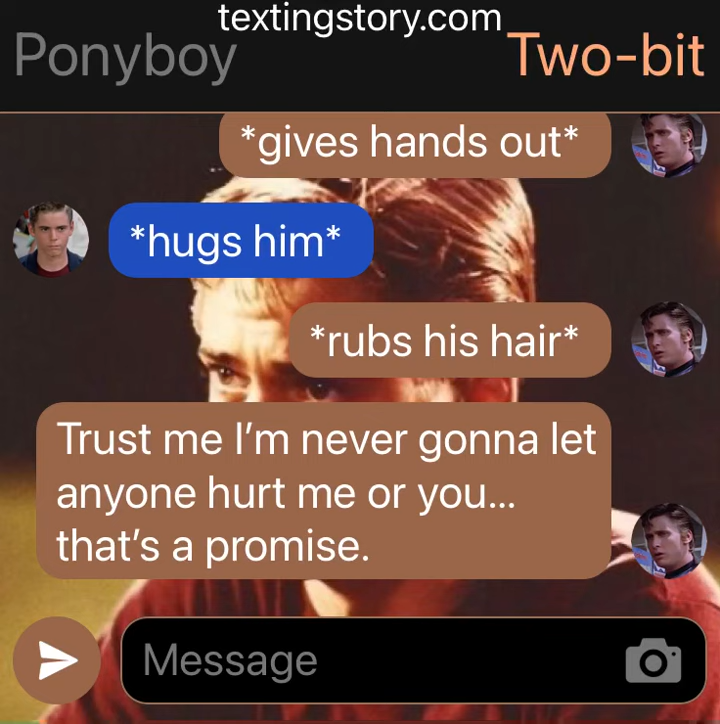 textingstory.com
Ponyboy Two-bit
*gives hands out*
*hugs him*
*rubs his hair*
Trust me I’m never gonna let
anyone hurt me or you...
that’s a promise.
Message